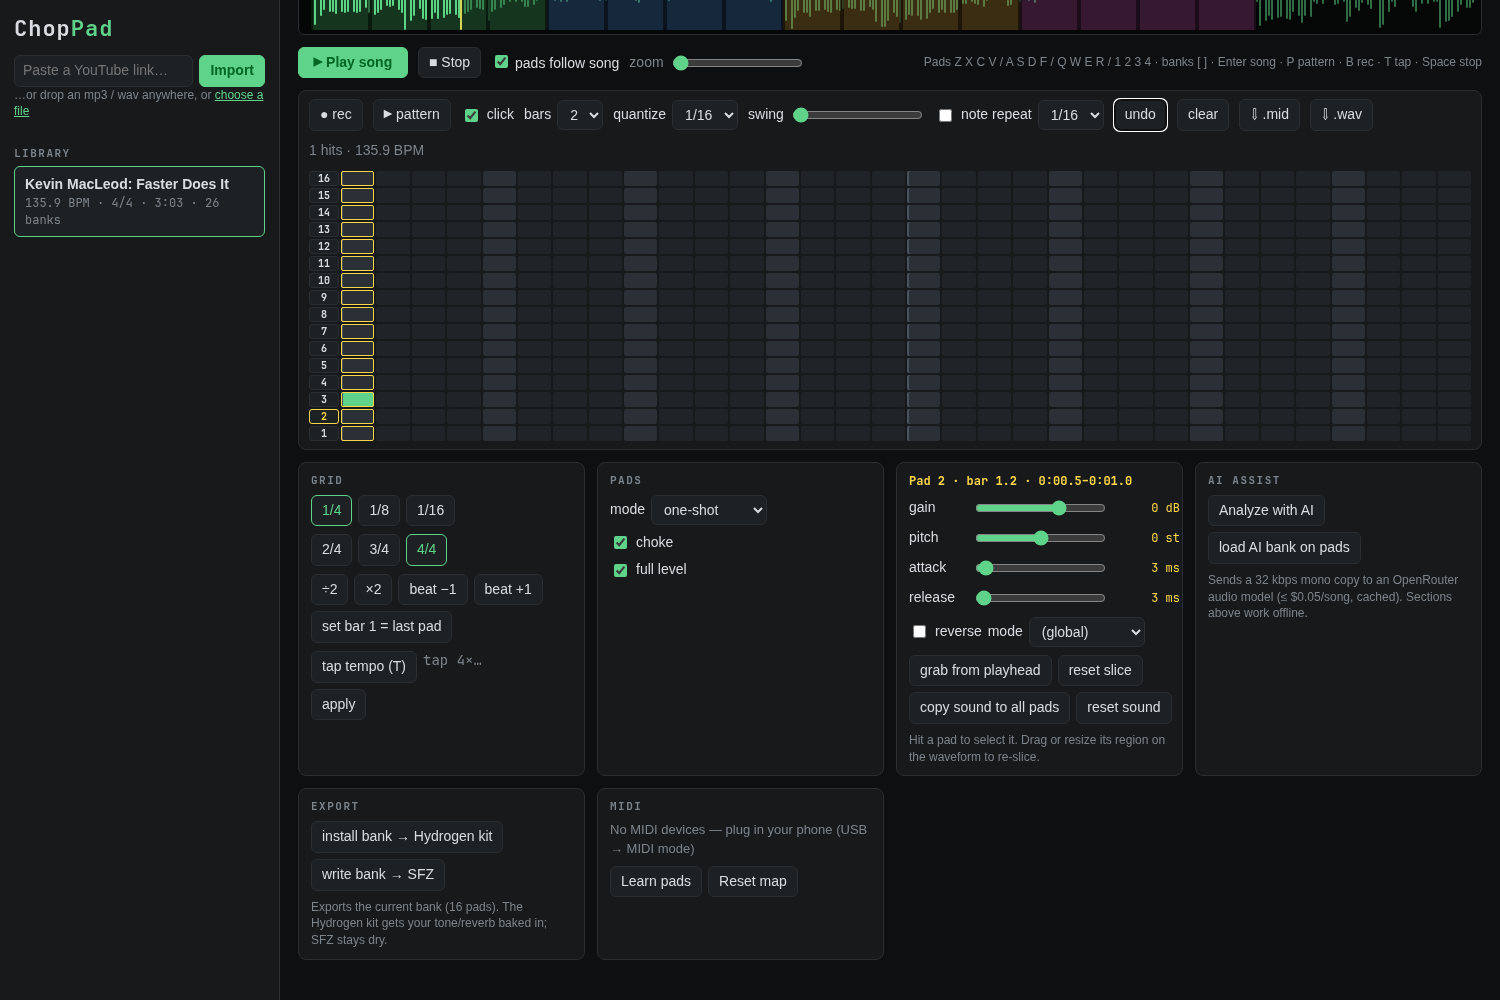 ChopPad
Paste a YouTube link… Import
…or drop an mp3 / wav anywhere, or choose a
file
LIBRARY
Kevin MacLeod: Faster Does It
135.9 BPM · 4/4 · 3:03 · 26
banks
▶ Play song ■ Stop pads follow song zoom Pads Z X C V / A S D F / Q W E R / 1 2 3 4 · banks [ ] · Enter song · P pattern · B rec · T tap · Space stop
● rec ▶ pattern click bars 2 quantize 1/16 swing note repeat 1/16 undo clear ⇩ .mid ⇩ .wav
1 hits · 135.9 BPM
16
15
14
13
12
11
10
9
8
7
6
5
4
3
2
1
GRID
1/4 1/8 1/16
2/4 3/4 4/4
÷2 ×2 beat −1 beat +1
set bar 1 = last pad
tap tempo (T) tap 4×…
apply
PADS
mode one-shot
choke
full level
Pad 2 · bar 1.2 · 0:00.5–0:01.0
gain 0 dB
pitch 0 st
attack 3 ms
release 3 ms
reverse mode (global)
grab from playhead reset slice
copy sound to all pads reset sound
Hit a pad to select it. Drag or resize its region on
the waveform to re-slice.
AI ASSIST
Analyze with AI
load AI bank on pads
Sends a 32 kbps mono copy to an OpenRouter
audio model (≤ $0.05/song, cached). Sections
above work offline.
EXPORT
install bank → Hydrogen kit
write bank → SFZ
Exports the current bank (16 pads). The
Hydrogen kit gets your tone/reverb baked in;
SFZ stays dry.
MIDI
No MIDI devices — plug in your phone (USB
→ MIDI mode)
Learn pads Reset map